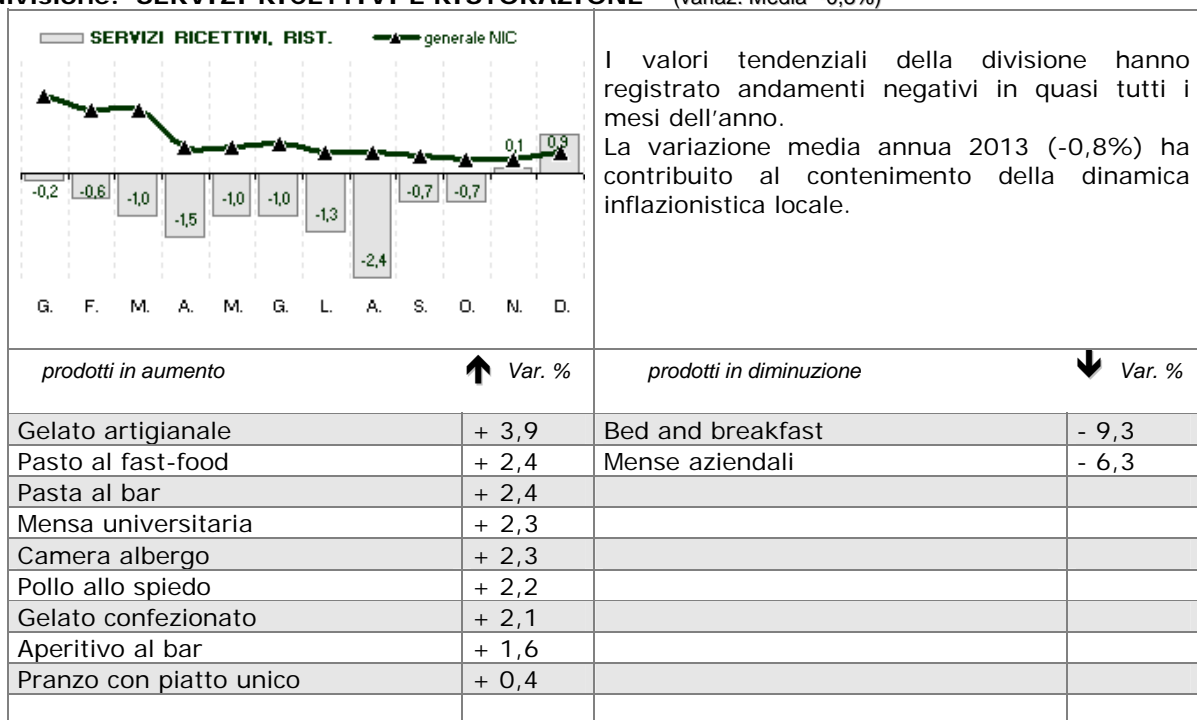 SERVIZI RICETTIVI E RISTORAZIONE
SERVIZI RICETTIVI, RIST. generale NIC
0,1 0,9
-0,2 -0,6 -1,0 -1,5 -1,0 -1,0 -1,3 -2,4 -0,7 -0,7
G. F. M. A. M. G. L. A. S. O. N. D.
I valori tendenziali della divisione hanno
registrato andamenti negativi in quasi tutti i
mesi dell'anno.
La variazione media annua 2013 (-0,8%) ha
contribuito al contenimento della dinamica
inflazionistica locale.
prodotti in aumento ↑ Var. % prodotti in diminuzione ↓ Var. %
Gelato artigianale + 3,9 Bed and breakfast - 9,3
Pasto al fast-food + 2,4 Mense aziendali - 6,3
Pasta al bar + 2,4
Mensa universitaria + 2,3
Camera albergo + 2,3
Pollo allo spiedo + 2,2
Gelato confezionato + 2,1
Aperitivo al bar + 1,6
Pranzo con piatto unico + 0,4